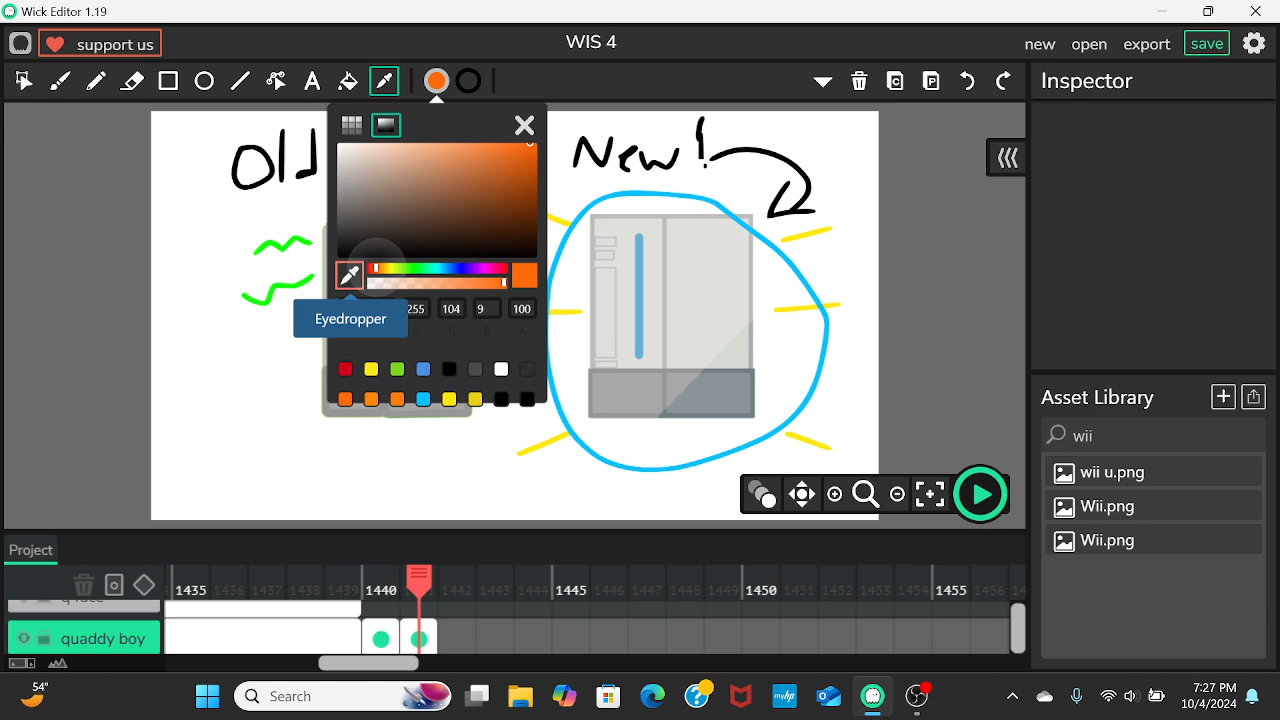 Wick Editor 1.19
support us
WIS 4
new open export save
Inspector
Old
New!
Eyedropper
255 104 9 100
R G B A
Asset Library
wii
wii u.png
Wii.png
Wii.png
Project
1435 1436 1437 1438 1439 1440 1442 1443 1444 1445 1446 1447 1448 1449 1450 1451 1452 1453 1454 1455 1456
quaddy boy
54°
Search
7:27 PM
10/4/2024